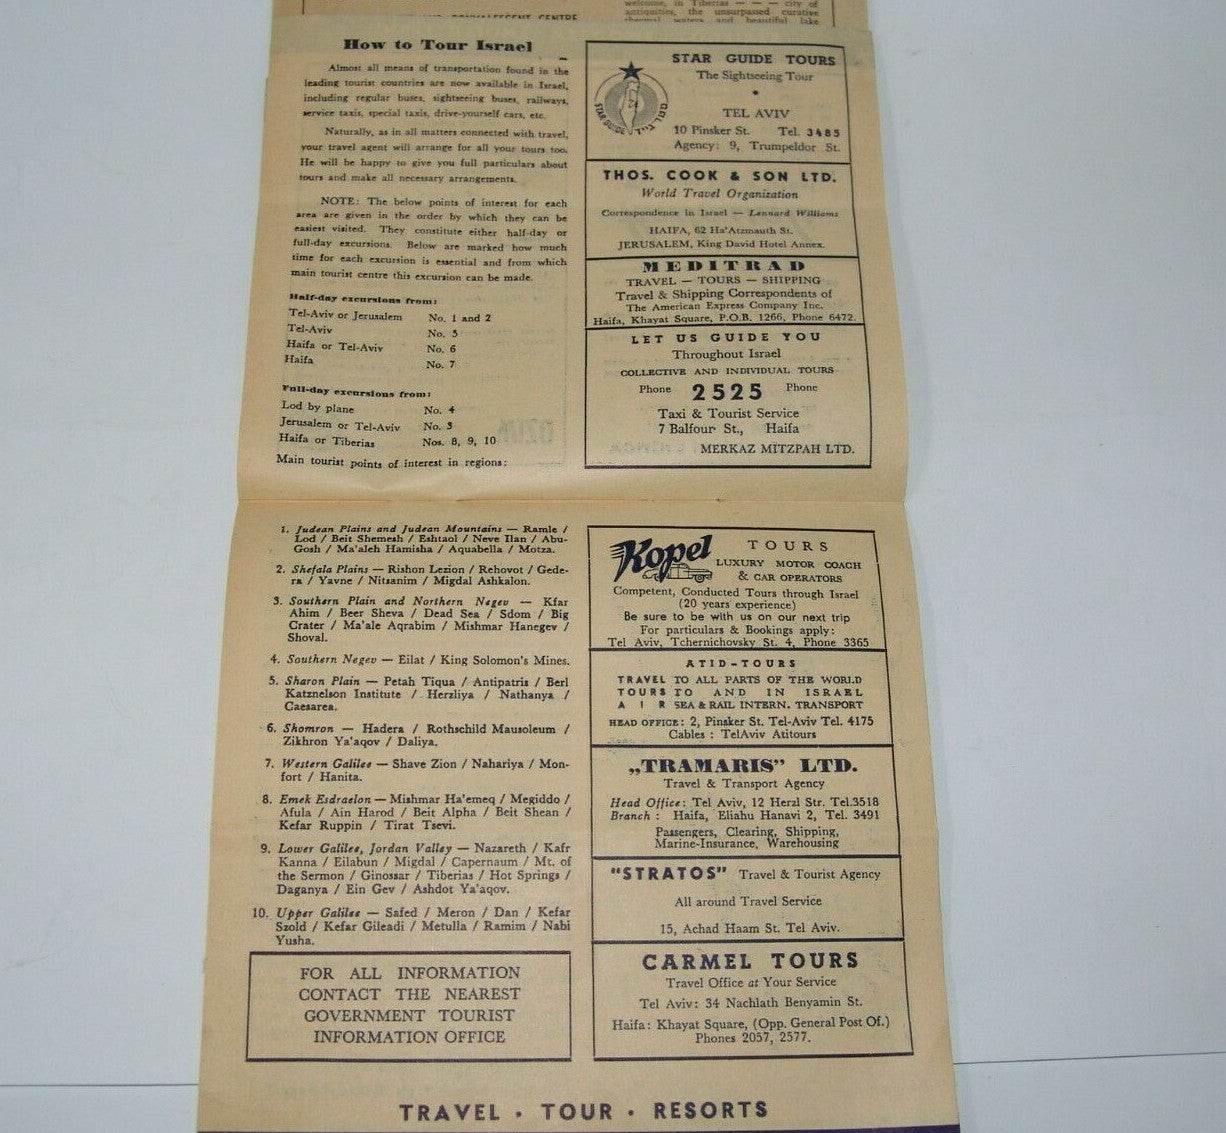 welcome, in Tiberias — — — city of
antiquities, the unsurpassed curative
thermal waters and beautiful lake
CENTRE
How to Tour Israel
Almost all means of transportation found in the
leading tourist countries are now available in Israel,
including regular buses, sightseeing buses, railways,
service taxis, special taxis, drive-yourself cars, etc.
Naturally, as in all matters connected with travel,
your travel agent will arrange for all your tours too.
He will be happy to give you full particulars about
tours and make all necessary arrangements.
NOTE: The below points of interest for each
area are given in the order by which they can be
easiest visited. They constitute either half-day or
full-day excursions. Below are marked how much
time for each excursion is essential and from which
main tourist centre this excursion can be made.
Half-day excursions from:
Tel-Aviv or Jerusalem No. 1 and 2
Tel-Aviv No. 5
Haifa or Tel-Aviv No. 6
Haifa No. 7
Full-day excursions from:
Lod by plane No. 4
Jerusalem or Tel-Aviv No. 3
Haifa or Tiberias Nos. 8, 9, 10
Main tourist points of interest in regions:
1. Judean Plains and Judean Mountains — Ramle /
Lod / Beit Shemesh / Eshtaol / Neve Ilan / Abu-
Gosh / Ma'aleh Hamisha / Aquabella / Motza.
2. Shefala Plains — Rishon Lezion / Rehovot / Gede-
ra / Yavne / Nitsanim / Migdal Ashkalon.
3. Southern Plain and Northern Negev — Kfar
Ahim / Beer Sheva / Dead Sea / Sdom / Big
Crater / Ma'ale Aqrabim / Mishmar Hanegev /
Shoval.
4. Southern Negev — Eilat / King Solomon's Mines.
5. Sharon Plain — Petah Tiqua / Antipatris / Berl
Katznelson Institute / Herzliya / Nathanya /
Caesarea.
6. Shomron — Hadera / Rothschild Mausoleum /
Zikhron Ya'aqov / Daliya.
7. Western Galilee — Shave Zion / Nahariya / Mon-
fort / Hanita.
8. Emek Esdraelon — Mishmar Ha'emeq / Megiddo /
Afula / Ain Harod / Beit Alpha / Beit Shean /
Kefar Ruppin / Tirat Tsevi.
9. Lower Galilee, Jordan Valley — Nazareth / Kafr
Kanna / Eilabun / Migdal / Capernaum / Mt. of
the Sermon / Ginossar / Tiberias / Hot Springs /
Daganya / Ein Gev / Ashdot Ya'aqov.
10. Upper Galilee — Safed / Meron / Dan / Kefar
Szold / Kefar Gileadi / Metulla / Ramim / Nabi
Yusha.
FOR ALL INFORMATION
CONTACT THE NEAREST
GOVERNMENT TOURIST
INFORMATION OFFICE
STAR GUIDE
STAR GUIDE TOURS
The Sightseeing Tour
TEL AVIV
10 Pinsker St. Tel. 3485
Agency: 9, Trumpeldor St.
THOS. COOK & SON LTD.
World Travel Organization
Correspondence in Israel — Lennard Williams
HAIFA, 62 Ha'Atzmauth St.
JERUSALEM, King David Hotel Annex.
MEDITRAD
TRAVEL — TOURS — SHIPPING
Travel & Shipping Correspondents of
The American Express Company Inc.
Haifa, Khayat Square, P.O.B. 1266, Phone 6472.
LET US GUIDE YOU
Throughout Israel
COLLECTIVE AND INDIVIDUAL TOURS
Phone 2525 Phone
Taxi & Tourist Service
7 Balfour St., Haifa
MERKAZ MITZPAH LTD.
Kopel TOURS
LUXURY MOTOR COACH
& CAR OPERATORS
Competent, Conducted Tours through Israel
(20 years experience)
Be sure to be with us on our next trip
For particulars & Bookings apply:
Tel Aviv, Tchernichovsky St. 4, Phone 3365
ATID-TOURS
TRAVEL TO ALL PARTS OF THE WORLD
TOURS TO AND IN ISRAEL
AIR SEA & RAIL INTERN. TRANSPORT
HEAD OFFICE: 2, Pinsker St. Tel-Aviv Tel. 4175
Cables : TelAviv Atitours
„TRAMARIS" LTD.
Travel & Transport Agency
Head Office: Tel Aviv, 12 Herzl Str. Tel.3518
Branch : Haifa, Eliahu Hanavi 2, Tel. 3491
Passengers, Clearing, Shipping,
Marine-Insurance, Warehousing
"STRATOS" Travel & Tourist Agency
All around Travel Service
15, Achad Haam St. Tel Aviv.
CARMEL TOURS
Travel Office at Your Service
Tel Aviv: 34 Nachlath Benyamin St.
Haifa: Khayat Square, (Opp. General Post Of.)
Phones 2057, 2577.
TRAVEL · TOUR · RESORTS